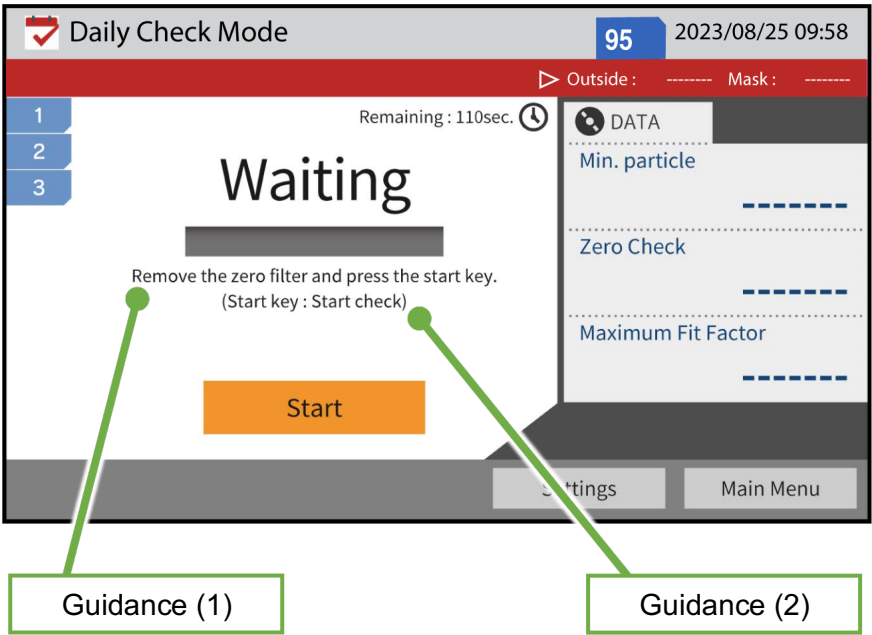 Daily Check Mode
95
2023/08/25 09:58
Outside : -------- Mask : --------
1
2
3
Remaining : 110sec.
Waiting
Remove the zero filter and press the start key.
(Start key : Start check)
Start
DATA
Min. particle
-------
Zero Check
-------
Maximum Fit Factor
-------
Settings
Main Menu
Guidance (1)
Guidance (2)